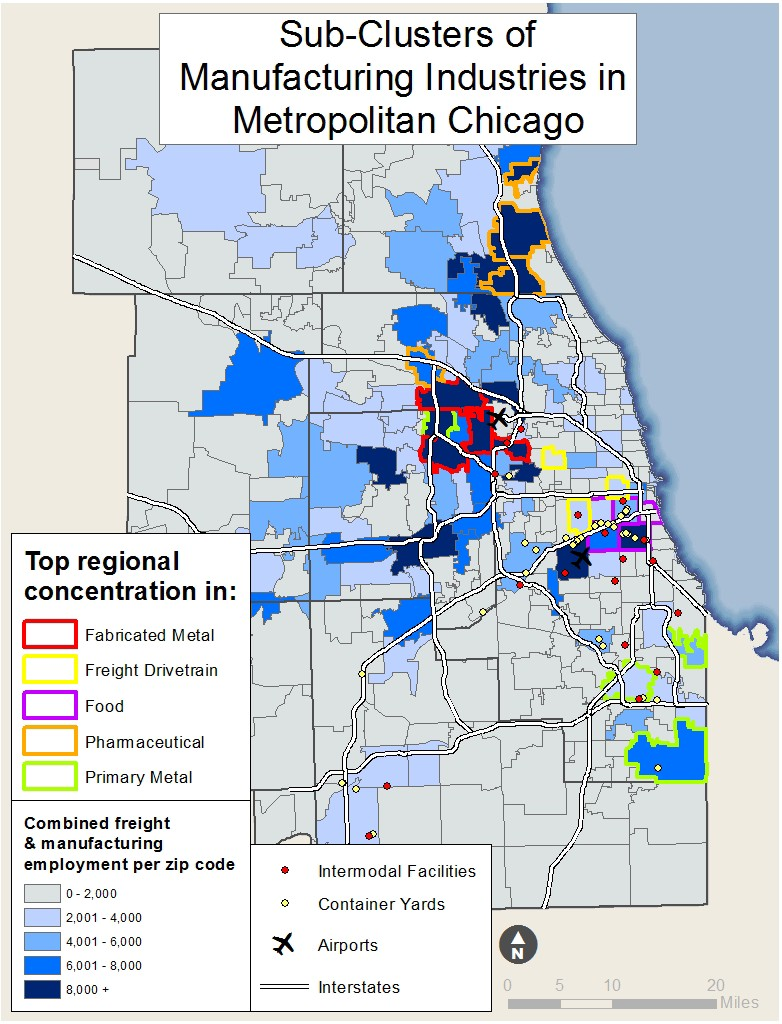 Sub-Clusters of
Manufacturing Industries in
Metropolitan Chicago
Top regional
concentration in:
Fabricated Metal
Freight Drivetrain
Food
Pharmaceutical
Primary Metal
Combined freight
& manufacturing
employment per zip code
0 - 2,000
2,001 - 4,000
4,001 - 6,000
6,001 - 8,000
8,000 +
Intermodal Facilities
Container Yards
Airports
Interstates
N
0 5 10 20
Miles